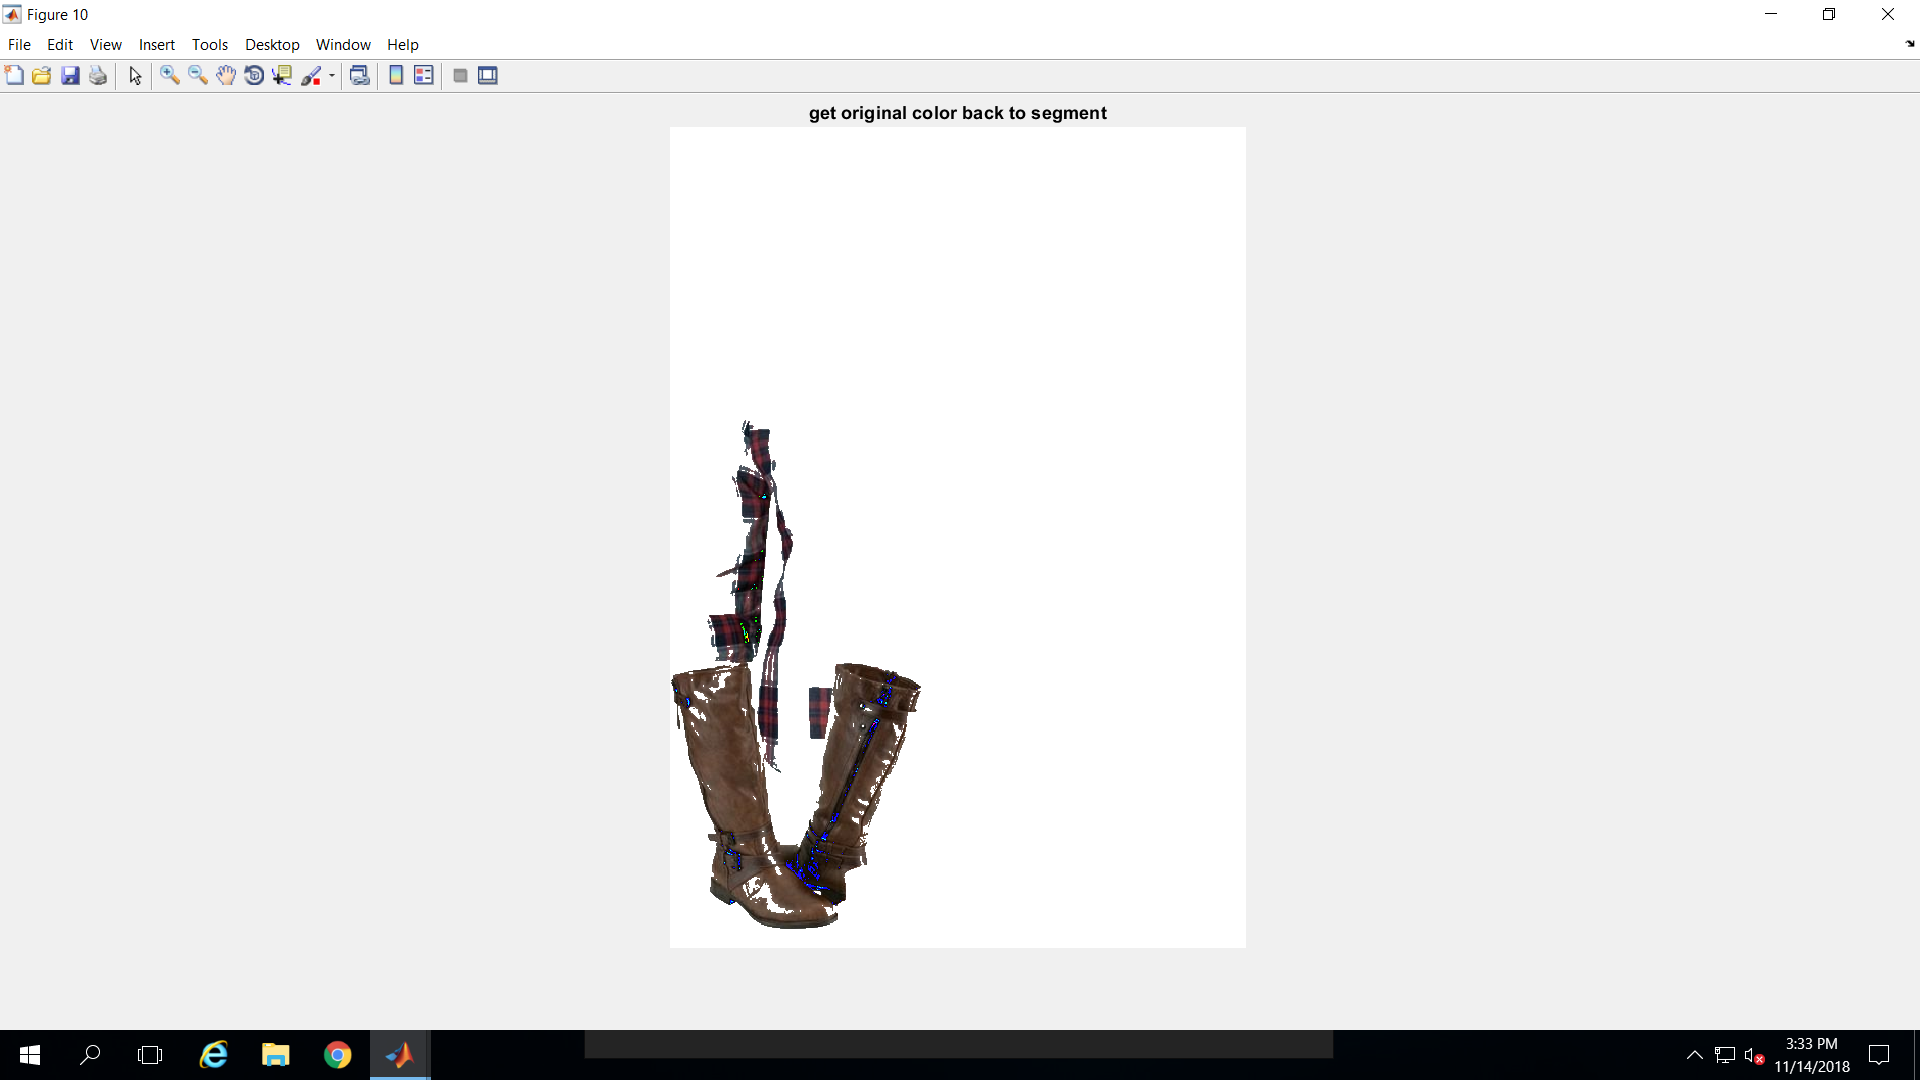 Figure 10
File Edit View Insert Tools Desktop Window Help
get original color back to segment
3:33 PM
11/14/2018